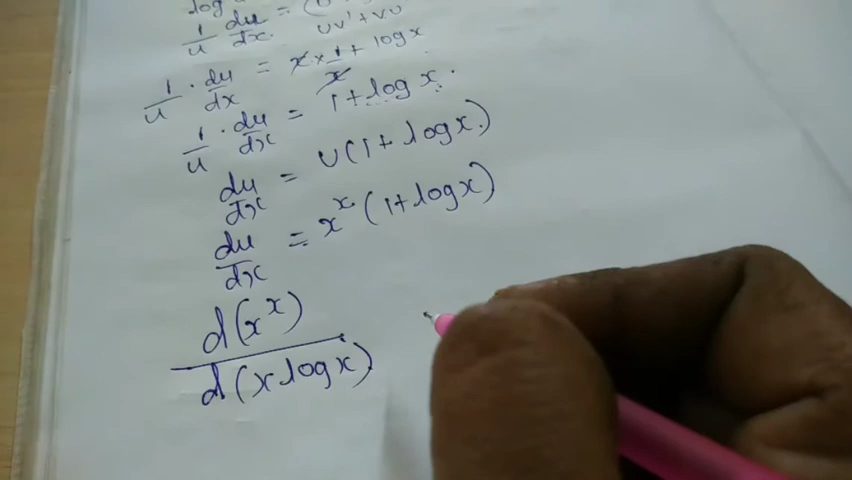 log
1/u du/dx. = UV' + VU'
1/u · du/dx = x × 1/x + log x
1/u · du/dx = 1 + log x.
du/dx = U(1 + log x)
du/dx = x^x (1 + log x)
d(x^x)/d(x log x)